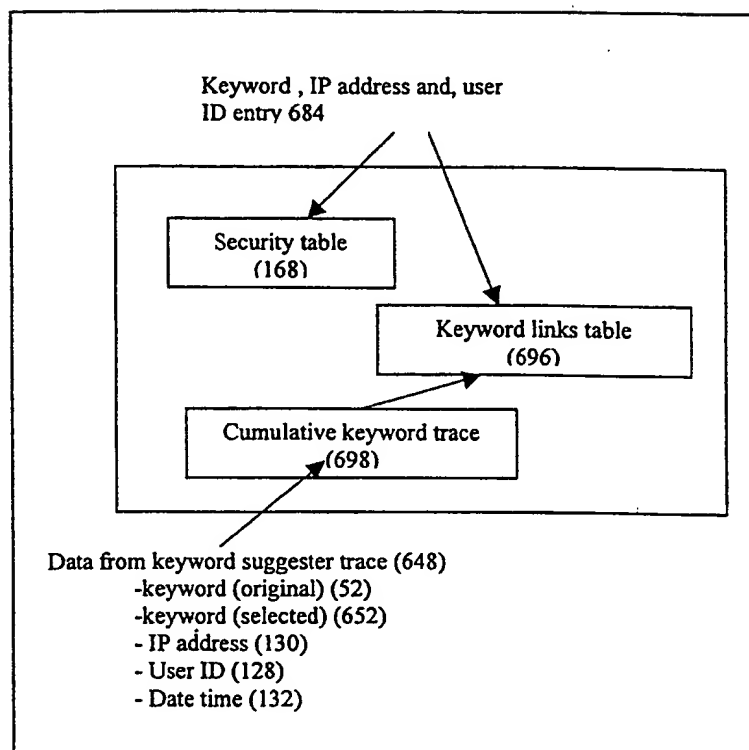 Keyword , IP address and, user
ID entry 684
Security table
(168)
Keyword links table
(696)
Cumulative keyword trace
(698)
Data from keyword suggester trace (648)
-keyword (original) (52)
-keyword (selected) (652)
- IP address (130)
- User ID (128)
- Date time (132)